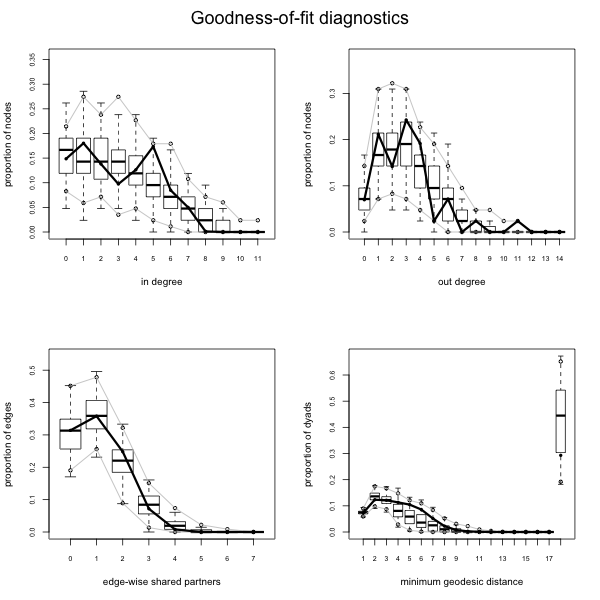 Goodness-of-fit diagnostics
proportion of nodes
0.00 0.05 0.10 0.15 0.20 0.25 0.30 0.35
0 1 2 3 4 5 6 7 8 9 10 11
in degree
proportion of nodes
0.0 0.1 0.2 0.3
0 1 2 3 4 5 6 7 8 9 10 11 12 13 14
out degree
proportion of edges
0.0 0.1 0.2 0.3 0.4 0.5
0 1 2 3 4 5 6 7
edge-wise shared partners
proportion of dyads
0.0 0.1 0.2 0.3 0.4 0.5 0.6
1 2 3 4 5 6 7 8 9 11 13 15 17
minimum geodesic distance